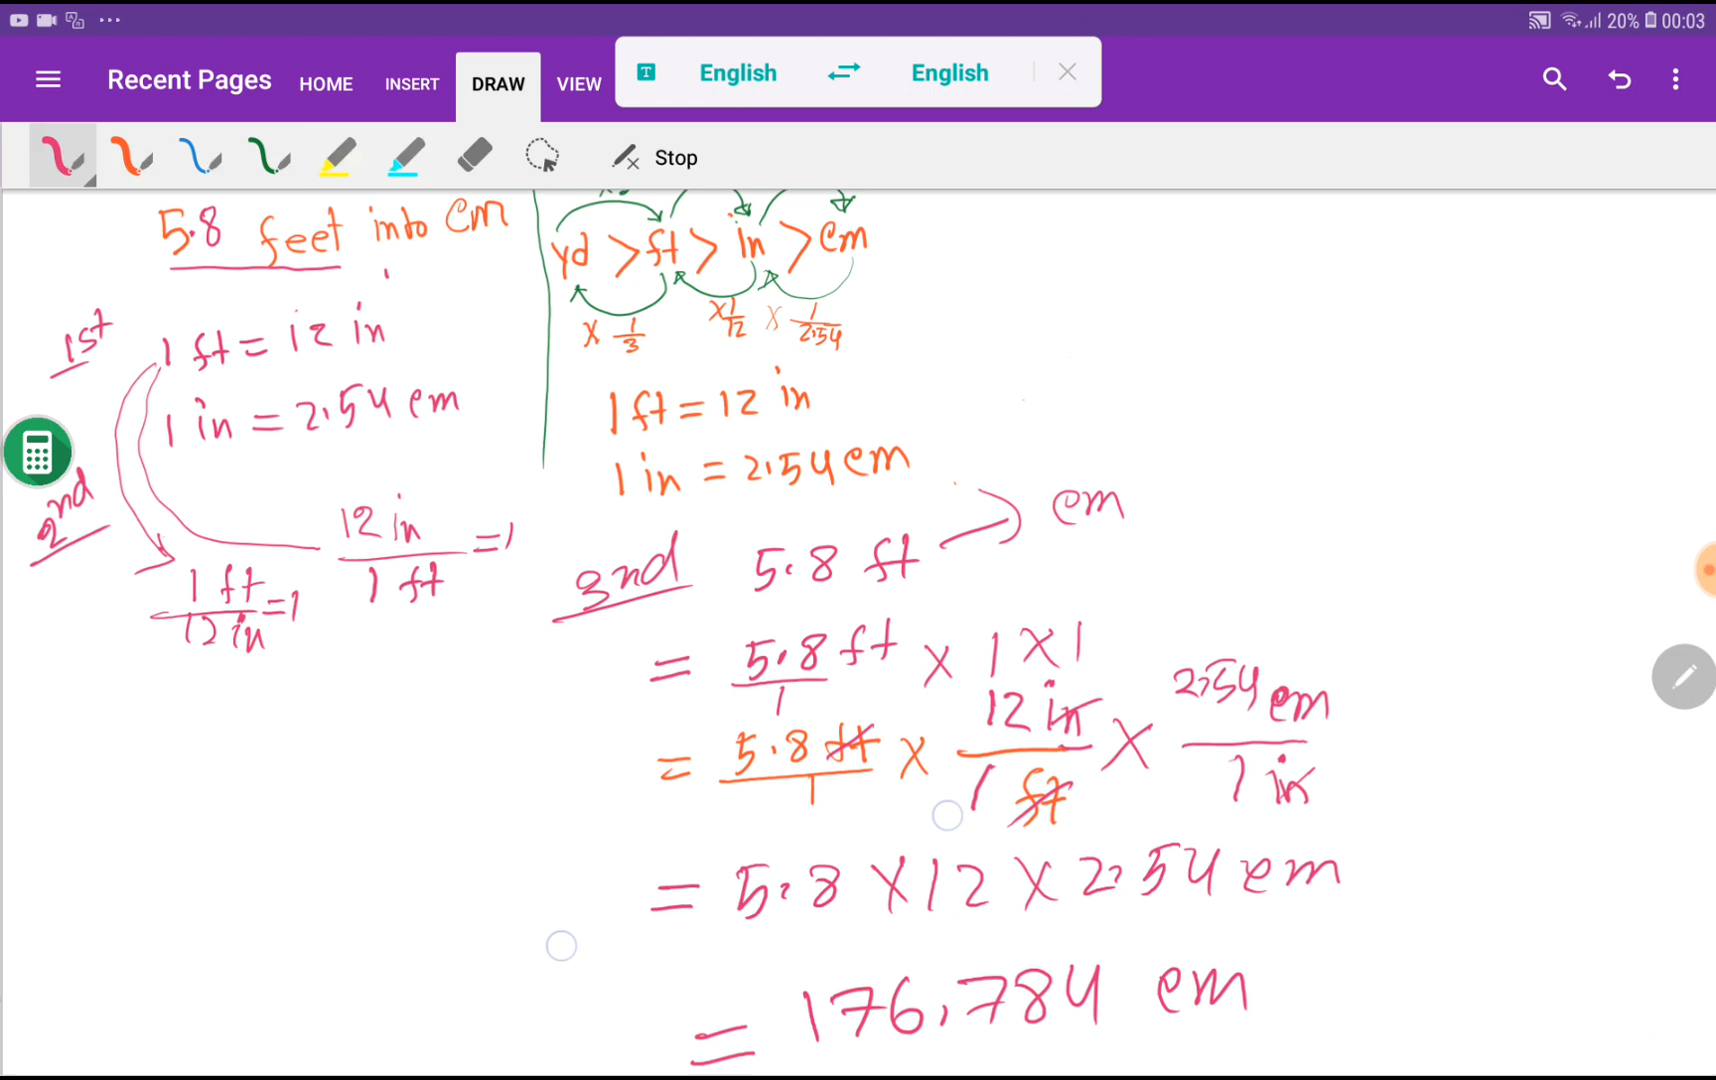 20% 00:03
Recent Pages HOME INSERT DRAW VIEW
English English
Stop
5.8 feet into cm
yd > ft > in > cm
× 1/3 × 1/12 × 1/2.54
1st
1 ft = 12 in
1 in = 2.54 cm
2nd
1 ft / 12 in = 1
12 in / 1 ft = 1
1 ft = 12 in
1 in = 2.54 cm
3nd 5.8 ft → cm
= 5.8 ft / 1 × 1 × 1
= 5.8 ft / 1 × 12 in / 1 ft × 2.54 cm / 1 in
= 5.8 × 12 × 2.54 cm
= 176.784 cm